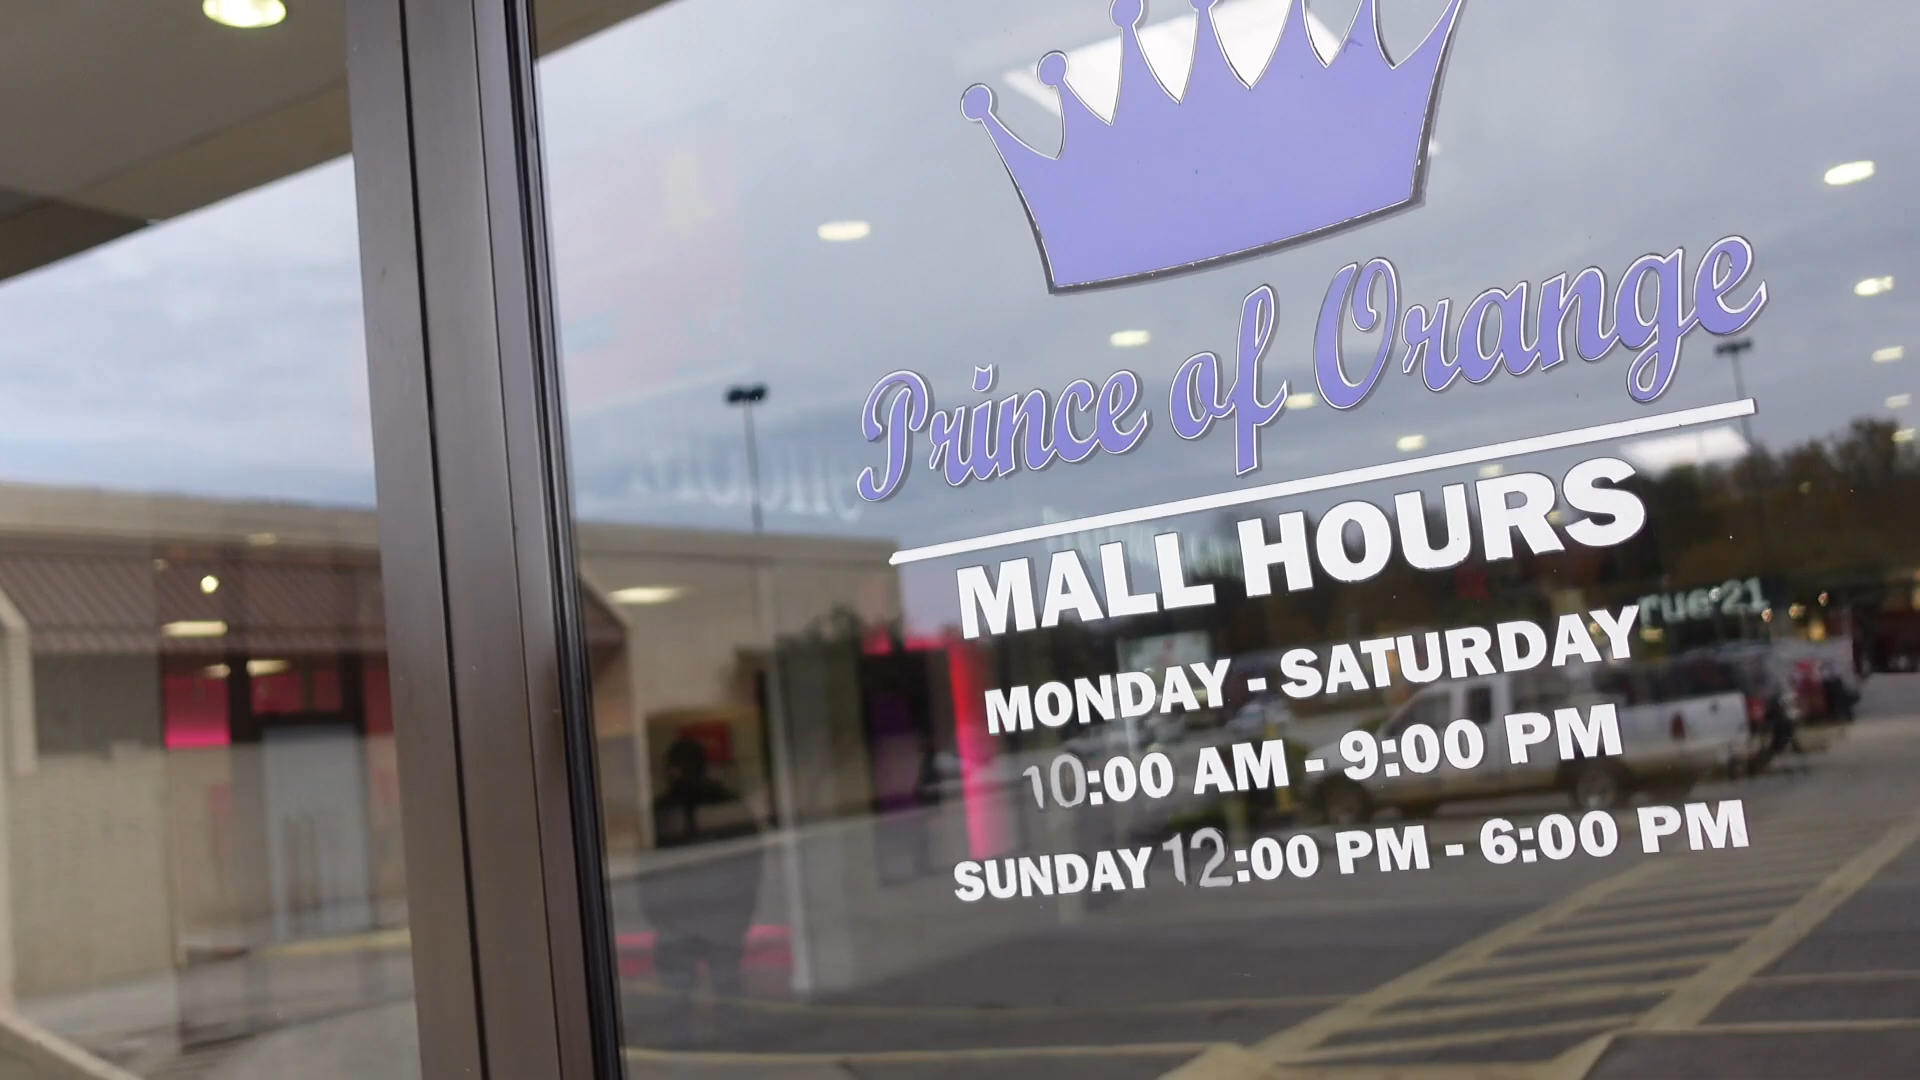 Prince of Orange
MALL HOURS
MONDAY - SATURDAY
10:00 AM - 9:00 PM
SUNDAY 12:00 PM - 6:00 PM
rue21